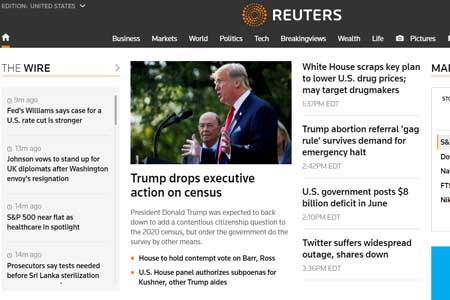 EDITION: UNITED STATES
REUTERS
Business Markets World Politics Tech Breakingviews Wealth Life Pictures
THE WIRE
9m ago
Fed's Williams says case for a
U.S. rate cut is stronger
13m ago
Johnson vows to stand up for
UK diplomats after Washington
envoy's resignation
14m ago
S&P 500 near flat as
healthcare in spotlight
14m ago
Prosecutors say tests needed
before Sri Lanka sterilization
Trump drops executive
action on census
President Donald Trump was expected to back
down to add a contentious citizenship question to
the 2020 census, but order the government do the
survey by other means.
House to hold contempt vote on Barr, Ross
U.S. House panel authorizes subpoenas for
Kushner, other Trump aides
White House scraps key plan
to lower U.S. drug prices;
may target drugmakers
1:37PM EDT
Trump abortion referral 'gag
rule' survives demand for
emergency halt
2:42PM EDT
U.S. government posts $8
billion deficit in June
2:10PM EDT
Twitter suffers widespread
outage, shares down
3:36PM EDT
MA
STO
S&
Do
Na
FTS
Nik